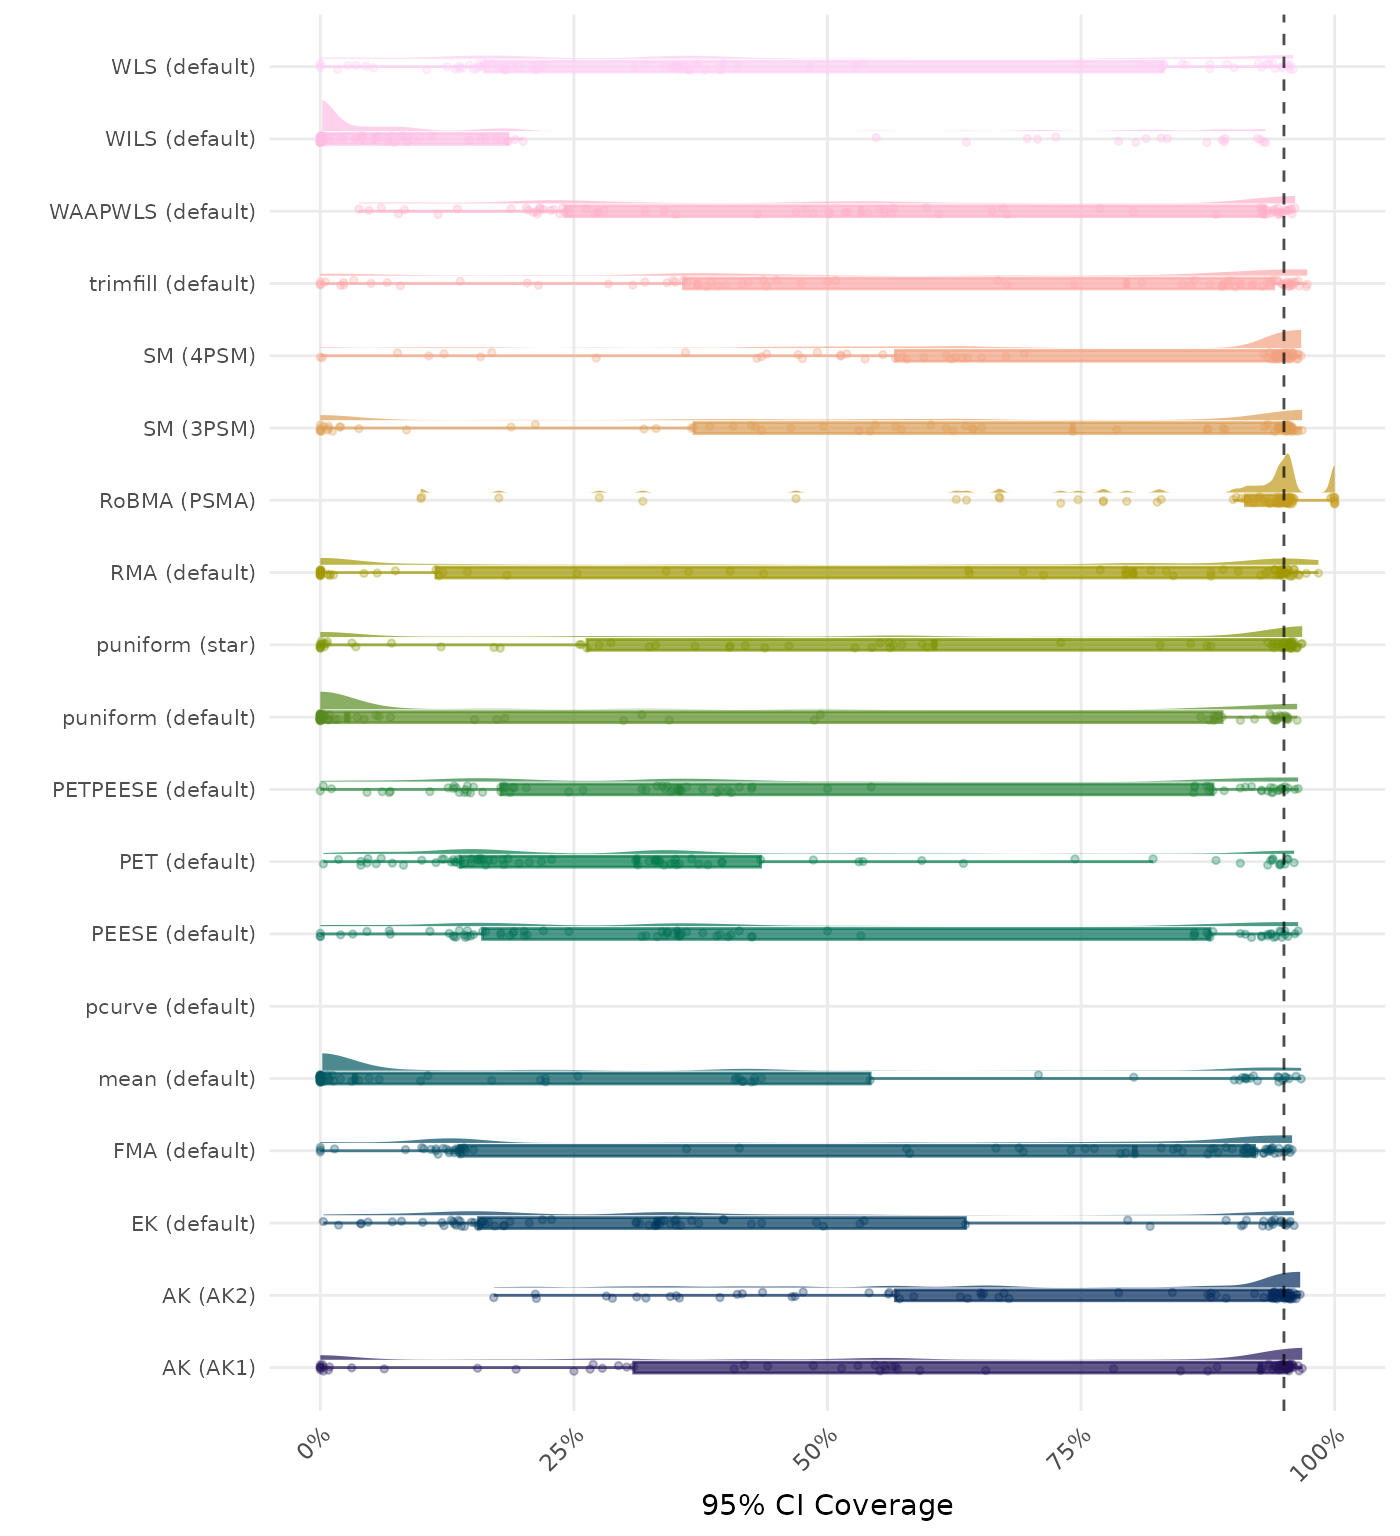 WLS (default)
WILS (default)
WAAPWLS (default)
trimfill (default)
SM (4PSM)
SM (3PSM)
RoBMA (PSMA)
RMA (default)
puniform (star)
puniform (default)
PETPEESE (default)
PET (default)
PEESE (default)
pcurve (default)
mean (default)
FMA (default)
EK (default)
AK (AK2)
AK (AK1)
0%
25%
50%
75%
100%
95% CI Coverage